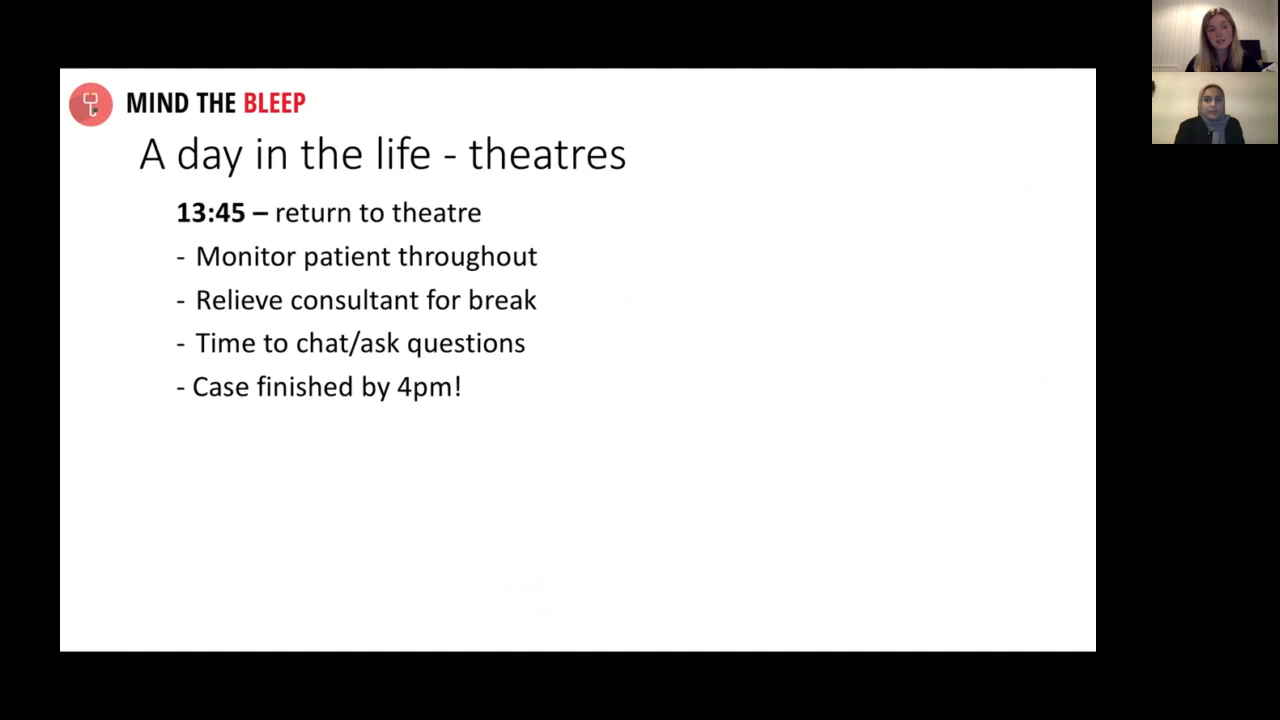 MIND THE BLEEP
A day in the life - theatres
13:45 – return to theatre
- Monitor patient throughout
- Relieve consultant for break
- Time to chat/ask questions
- Case finished by 4pm!